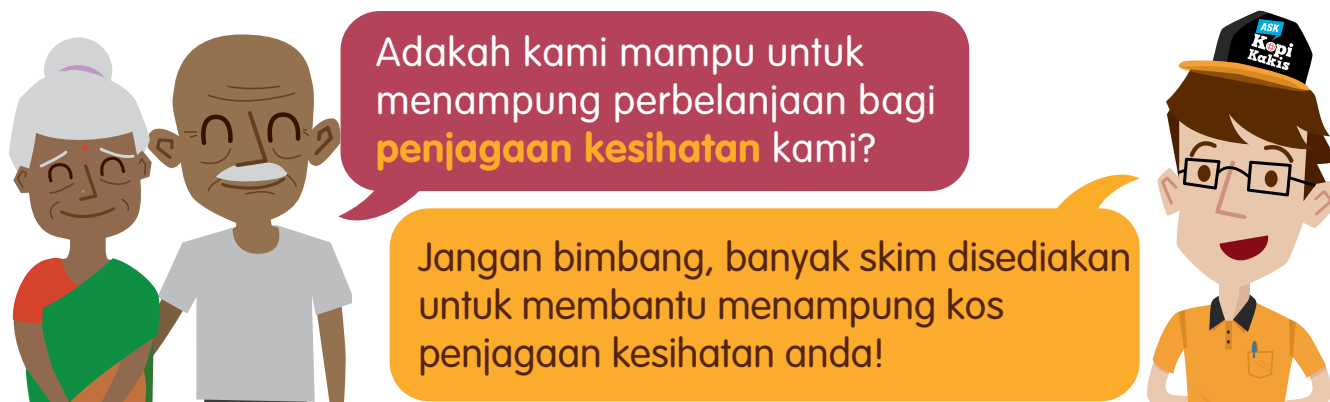 Adakah kami mampu untuk
menampung perbelanjaan bagi
penjagaan kesihatan kami?
ASK
Kopi
Kakis
Jangan bimbang, banyak skim disediakan
untuk membantu menampung kos
penjagaan kesihatan anda!